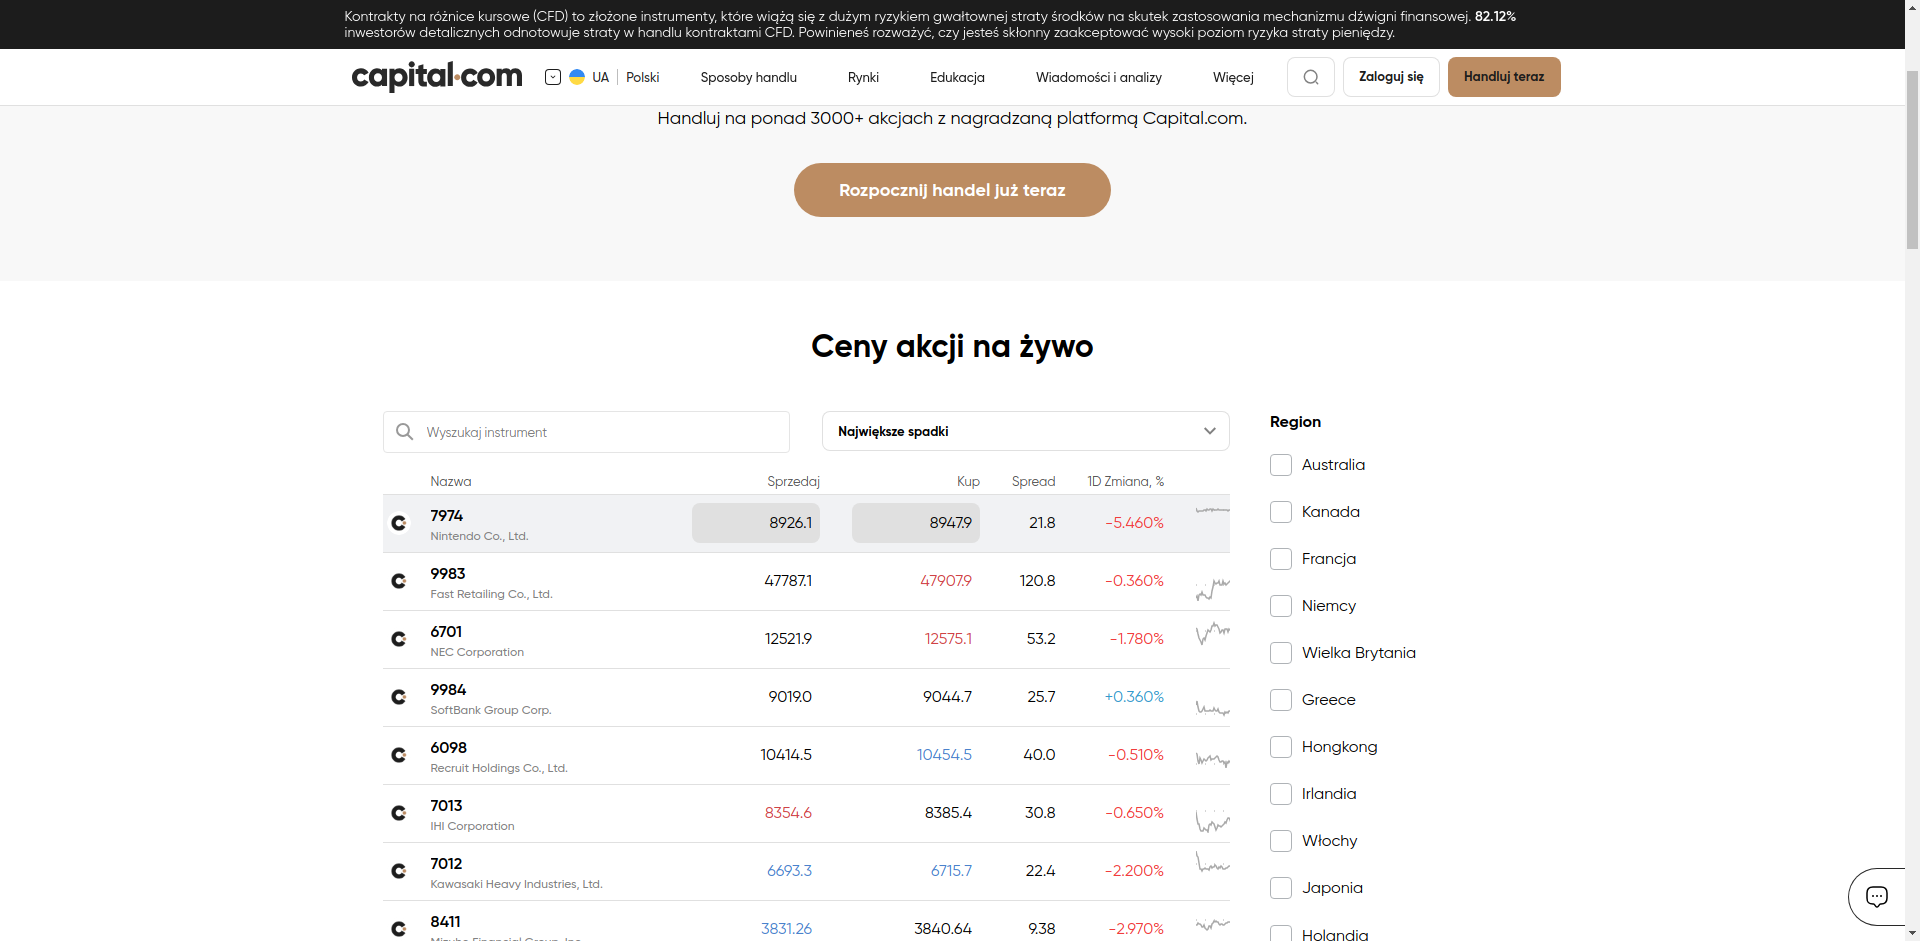 Kontrakty na różnice kursowe (CFD) to złożone instrumenty, które wiążą się z dużym ryzykiem gwałtownej straty środków na skutek zastosowania mechanizmu dźwigni finansowej. 82.12%
inwestorów detalicznych odnotowuje straty w handlu kontraktami CFD. Powinieneś rozważyć, czy jesteś skłonny zaakceptować wysoki poziom ryzyka straty pieniędzy.
capital.com UA Polski Sposoby handlu Rynki Edukacja Wiadomości i analizy Więcej Zaloguj się Handluj teraz
Handluj na ponad 3000+ akcjach z nagradzaną platformą Capital.com.
Rozpocznij handel już teraz
Ceny akcji na żywo
Wyszukaj instrument
Największe spadki
Nazwa Sprzedaj Kup Spread 1D Zmiana, %
7974 8926.1 8947.9 21.8 -5.460%
Nintendo Co., Ltd.
9983 47787.1 47907.9 120.8 -0.360%
Fast Retailing Co., Ltd.
6701 12521.9 12575.1 53.2 -1.780%
NEC Corporation
9984 9019.0 9044.7 25.7 +0.360%
SoftBank Group Corp.
6098 10414.5 10454.5 40.0 -0.510%
Recruit Holdings Co., Ltd.
7013 8354.6 8385.4 30.8 -0.650%
IHI Corporation
7012 6693.3 6715.7 22.4 -2.200%
Kawasaki Heavy Industries, Ltd.
8411 3831.26 3840.64 9.38 -2.970%
Mizuho Financial Group, Inc.
Region
Australia
Kanada
Francja
Niemcy
Wielka Brytania
Greece
Hongkong
Irlandia
Włochy
Japonia
Holandia